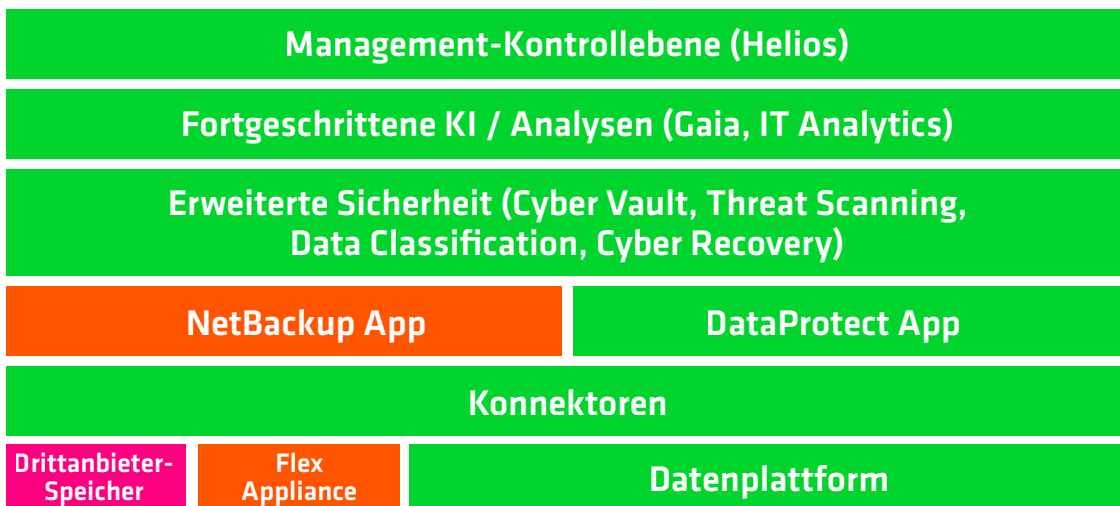 Management-Kontrollebene (Helios)
Fortgeschrittene KI / Analysen (Gaia, IT Analytics)
Erweiterte Sicherheit (Cyber Vault, Threat Scanning,
Data Classification, Cyber Recovery)
NetBackup App
DataProtect App
Konnektoren
Drittanbieter-
Speicher
Flex
Appliance
Datenplattform